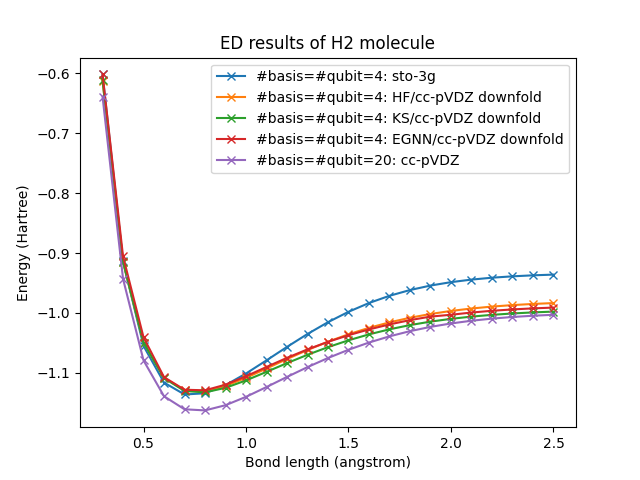 ED results of H2 molecule
#basis=#qubit=4: sto-3g
#basis=#qubit=4: HF/cc-pVDZ downfold
#basis=#qubit=4: KS/cc-pVDZ downfold
#basis=#qubit=4: EGNN/cc-pVDZ downfold
#basis=#qubit=20: cc-pVDZ
Energy (Hartree)
−0.6
−0.7
−0.8
−0.9
−1.0
−1.1
0.5 1.0 1.5 2.0 2.5
Bond length (angstrom)